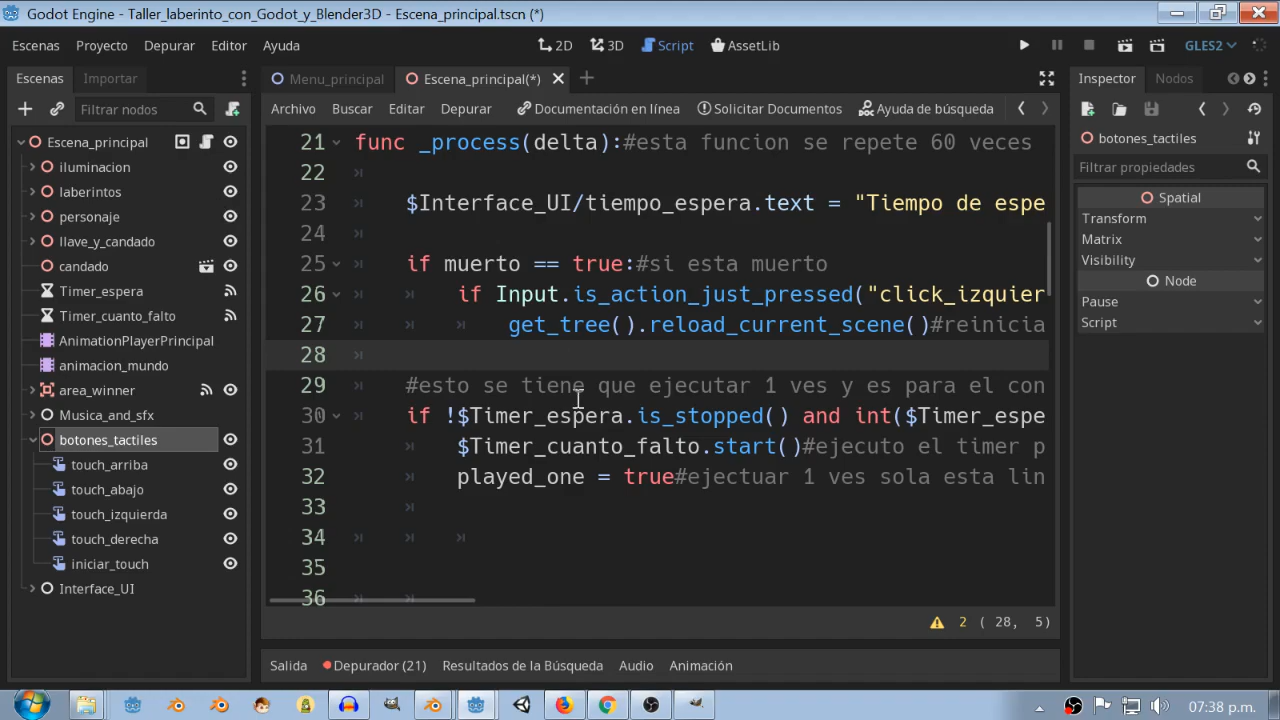 Godot Engine - Taller_laberinto_con_Godot_y_Blender3D - Escena_principal.tscn (*)
Escenas Proyecto Depurar Editor Ayuda 2D 3D Script AssetLib GLES2
Escenas Importar
Filtrar nodos
Escena_principal
iluminacion
laberintos
personaje
llave_y_candado
candado
Timer_espera
Timer_cuanto_falto
AnimationPlayerPrincipal
animacion_mundo
area_winner
Musica_and_sfx
botones_tactiles
touch_arriba
touch_abajo
touch_izquierda
touch_derecha
iniciar_touch
Interface_UI
Menu_principal Escena_principal(*)
Archivo Buscar Editar Depurar Documentación en línea Solicitar Documentos Ayuda de búsqueda
21 func _process(delta):#esta funcion se repete 60 veces
22
23 $Interface_UI/tiempo_espera.text = "Tiempo de espe
24
25 if muerto == true:#si esta muerto
26 if Input.is_action_just_pressed("click_izquier
27 get_tree().reload_current_scene()#reinicia
28
29 #esto se tiene que ejecutar 1 ves y es para el con
30 if !$Timer_espera.is_stopped() and int($Timer_espe
31 $Timer_cuanto_falto.start()#ejecuto el timer p
32 played_one = true#ejectuar 1 ves sola esta lin
33
34
35
36
2 ( 28, 5)
Salida Depurador (21) Resultados de la Búsqueda Audio Animación
Inspector Nodos
botones_tactiles
Filtrar propiedades
Spatial
Transform
Matrix
Visibility
Node
Pause
Script
07:38 p.m.